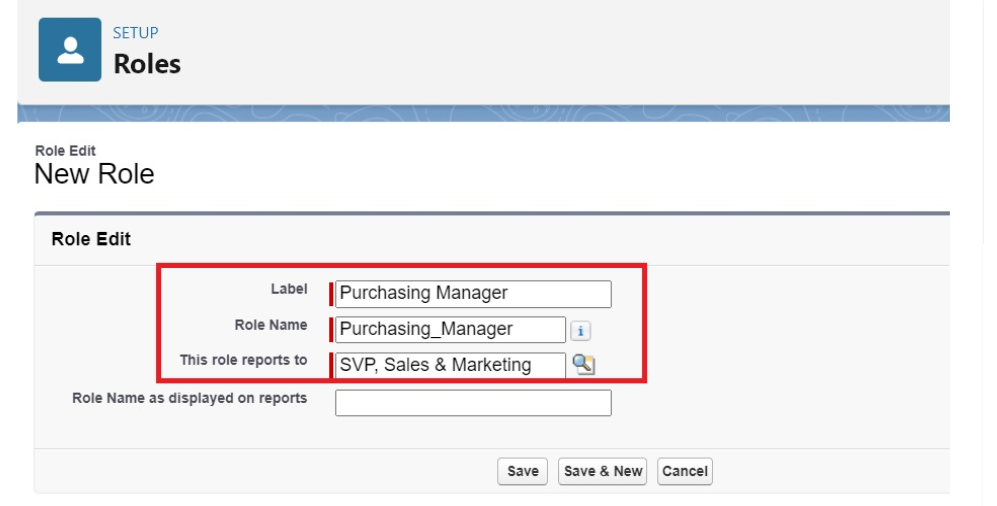 SETUP
Roles
Role Edit
New Role
Role Edit
Label Purchasing Manager
Role Name Purchasing_Manager
This role reports to SVP, Sales & Marketing
Role Name as displayed on reports
Save Save & New Cancel